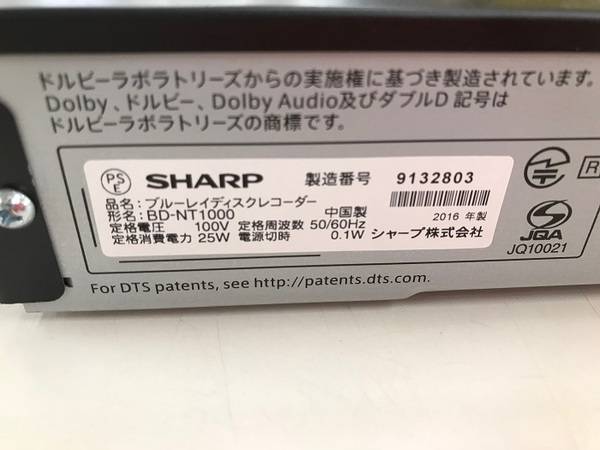 ドルビーラボラトリーズからの実施権に基づき製造されています。
Dolby、ドルビー、Dolby Audio及びダブルD 記号は
ドルビーラボラトリーズの商標です。
PS
E
SHARP 製造番号 9132803
品名：ブルーレイディスクレコーダー
形名：BD-NT1000 中国製 2016 年製
定格電圧 100V 定格周波数 50/60Hz
定格消費電力 25W 電源切時 0.1W シャープ株式会社
R
JQA
JQ10021
For DTS patents, see http://patents.dts.com.